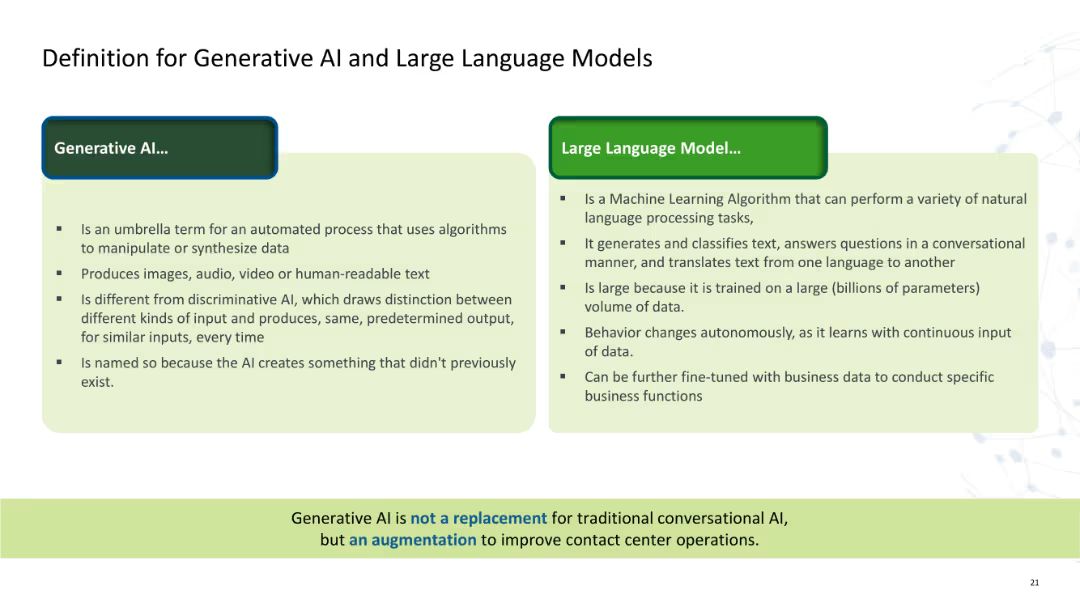 Definition for Generative AI and Large Language Models
Generative AI…
▪ Is an umbrella term for an automated process that uses algorithms
to manipulate or synthesize data
▪ Produces images, audio, video or human-readable text
▪ Is different from discriminative AI, which draws distinction between
different kinds of input and produces, same, predetermined output,
for similar inputs, every time
▪ Is named so because the AI creates something that didn't previously
exist.
Large Language Model…
▪ Is a Machine Learning Algorithm that can perform a variety of natural
language processing tasks,
▪ It generates and classifies text, answers questions in a conversational
manner, and translates text from one language to another
▪ Is large because it is trained on a large (billions of parameters)
volume of data.
▪ Behavior changes autonomously, as it learns with continuous input
of data.
▪ Can be further fine-tuned with business data to conduct specific
business functions
Generative AI is not a replacement for traditional conversational AI,
but an augmentation to improve contact center operations.
21